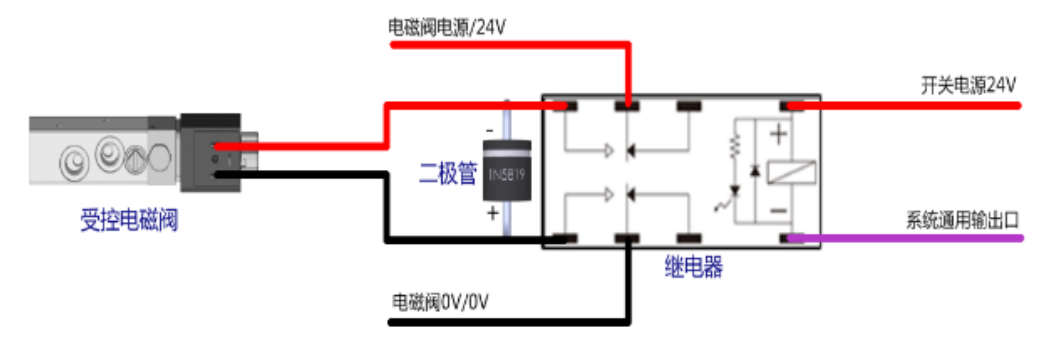 电磁阀电源/24V
开关电源24V
-
二极管
IN5819
+
+
-
受控电磁阀
系统通用输出口
继电器
电磁阀0V/0V